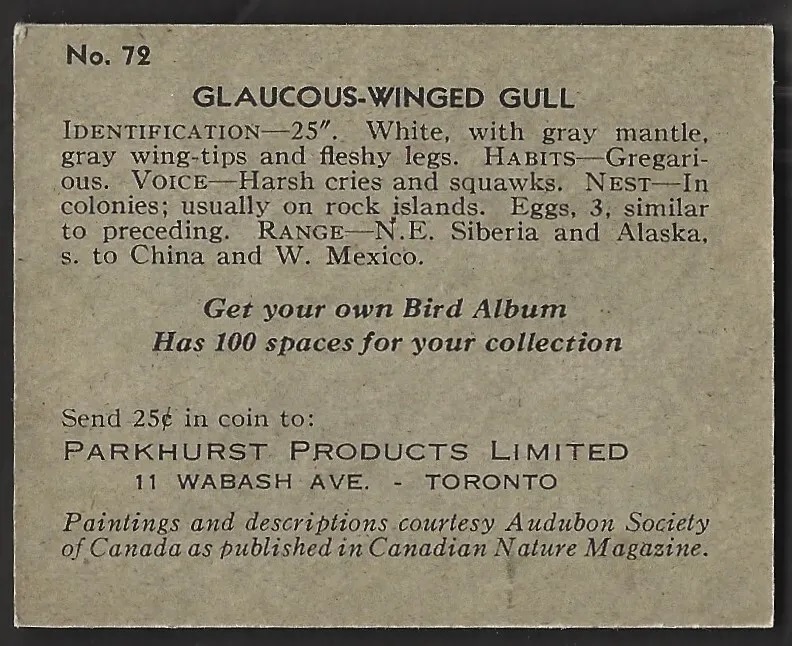 No. 72
GLAUCOUS-WINGED GULL
IDENTIFICATION—25″. White, with gray mantle,
gray wing-tips and fleshy legs. HABITS—Gregari-
ous. VOICE—Harsh cries and squawks. NEST—In
colonies; usually on rock islands. Eggs, 3, similar
to preceding. RANGE—N.E. Siberia and Alaska,
s. to China and W. Mexico.
Get your own Bird Album
Has 100 spaces for your collection
Send 25¢ in coin to:
PARKHURST PRODUCTS LIMITED
11 WABASH AVE. - TORONTO
Paintings and descriptions courtesy Audubon Society
of Canada as published in Canadian Nature Magazine.